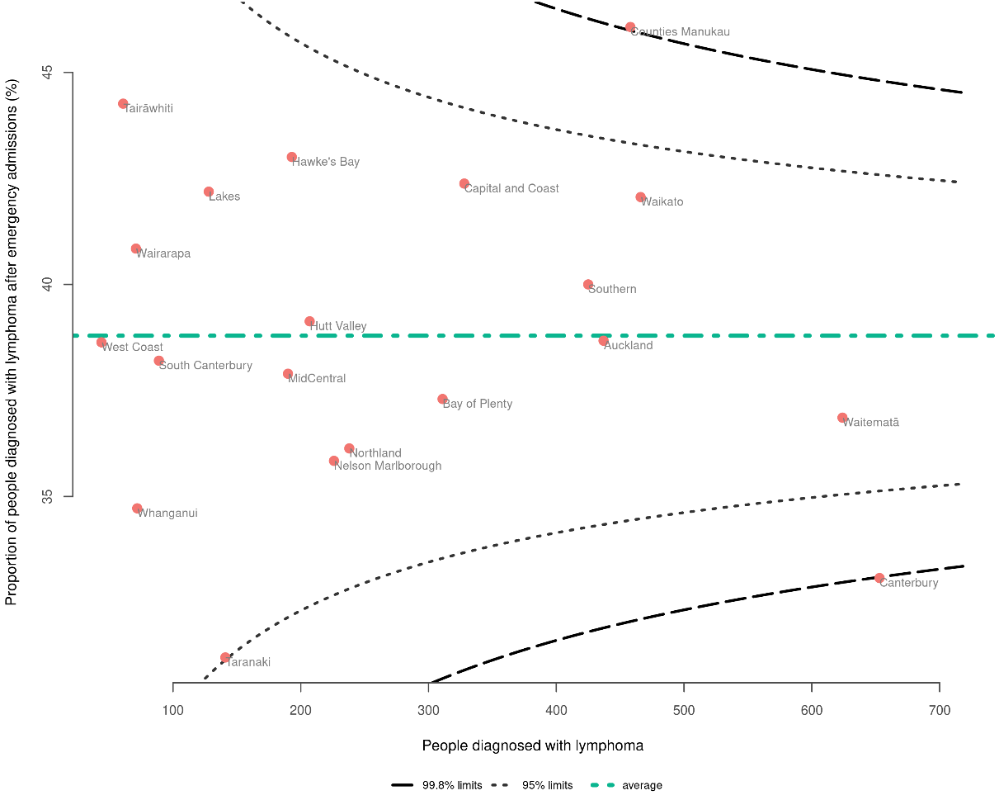 Proportion of people diagnosed with lymphoma after emergency admissions (%)
45
40
35
Counties Manukau
Tairāwhiti
Hawke's Bay
Capital and Coast
Lakes
Waikato
Wairarapa
Southern
Hutt Valley
West Coast
Auckland
South Canterbury
MidCentral
Bay of Plenty
Waitematā
Northland
Nelson Marlborough
Whanganui
Canterbury
Taranaki
100 200 300 400 500 600 700
People diagnosed with lymphoma
99.8% limits 95% limits average